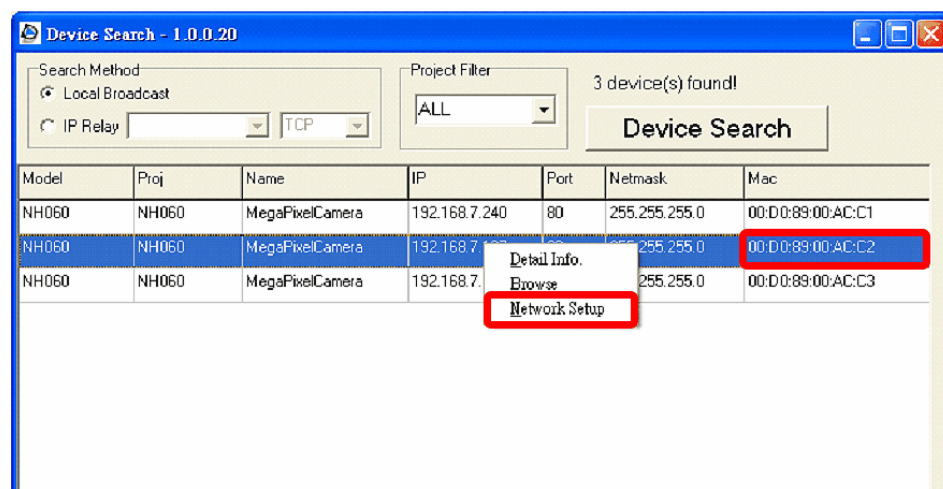 Device Search - 1.0.0.20
Search Method
Local Broadcast
IP Relay TCP
Project Filter
ALL
3 device(s) found!
Device Search
Model Proj Name IP Port Netmask Mac
NH060 NH060 MegaPixelCamera 192.168.7.240 80 255.255.255.0 00:D0:89:00:AC:C1
NH060 NH060 MegaPixelCamera 192.168.7. 255.255.0 00:D0:89:00:AC:C2
NH060 NH060 MegaPixelCamera 192.168.7. 255.255.0 00:D0:89:00:AC:C3
Detail Info.
Browse
Network Setup